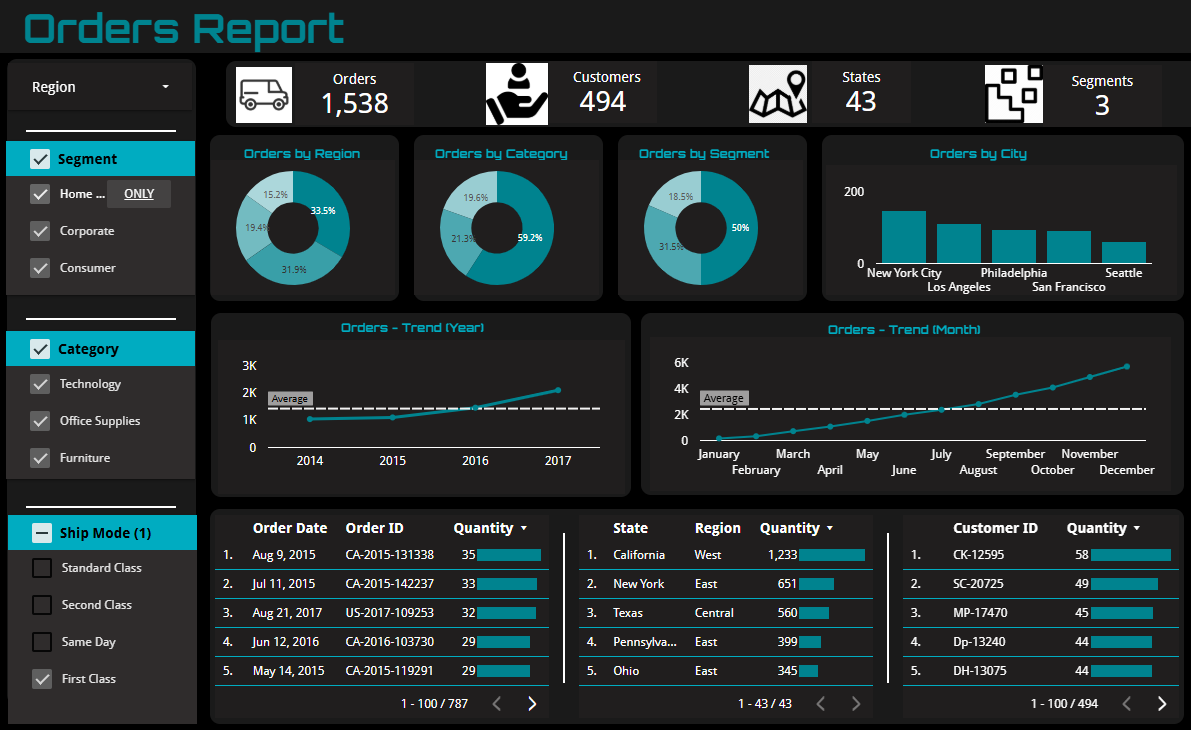 Orders Report
Region
Orders
1,538
Customers
494
States
43
Segments
3
Segment
Home ... ONLY
Corporate
Consumer
Category
Technology
Office Supplies
Furniture
Ship Mode (1)
Standard Class
Second Class
Same Day
First Class
Orders by Region
15.2%
33.5%
19.4%
31.9%
Orders by Category
19.6%
21.3%
59.2%
Orders by Segment
18.5%
50%
31.5%
Orders by City
200
0
New York City Philadelphia Seattle
Los Angeles San Francisco
Orders - Trend (Year)
3K
2K
Average
1K
0
2014 2015 2016 2017
Orders - Trend (Month)
6K
4K
Average
2K
0
January March May July September November
February April June August October December
Order Date Order ID Quantity
1. Aug 9, 2015 CA-2015-131338 35
2. Jul 11, 2015 CA-2015-142237 33
3. Aug 21, 2017 US-2017-109253 32
4. Jun 12, 2016 CA-2016-103730 29
5. May 14, 2015 CA-2015-119291 29
1 - 100 / 787
State Region Quantity
1. California West 1,233
2. New York East 651
3. Texas Central 560
4. Pennsylva... East 399
5. Ohio East 345
1 - 43 / 43
Customer ID Quantity
1. CK-12595 58
2. SC-20725 49
3. MP-17470 45
4. Dp-13240 44
5. DH-13075 44
1 - 100 / 494